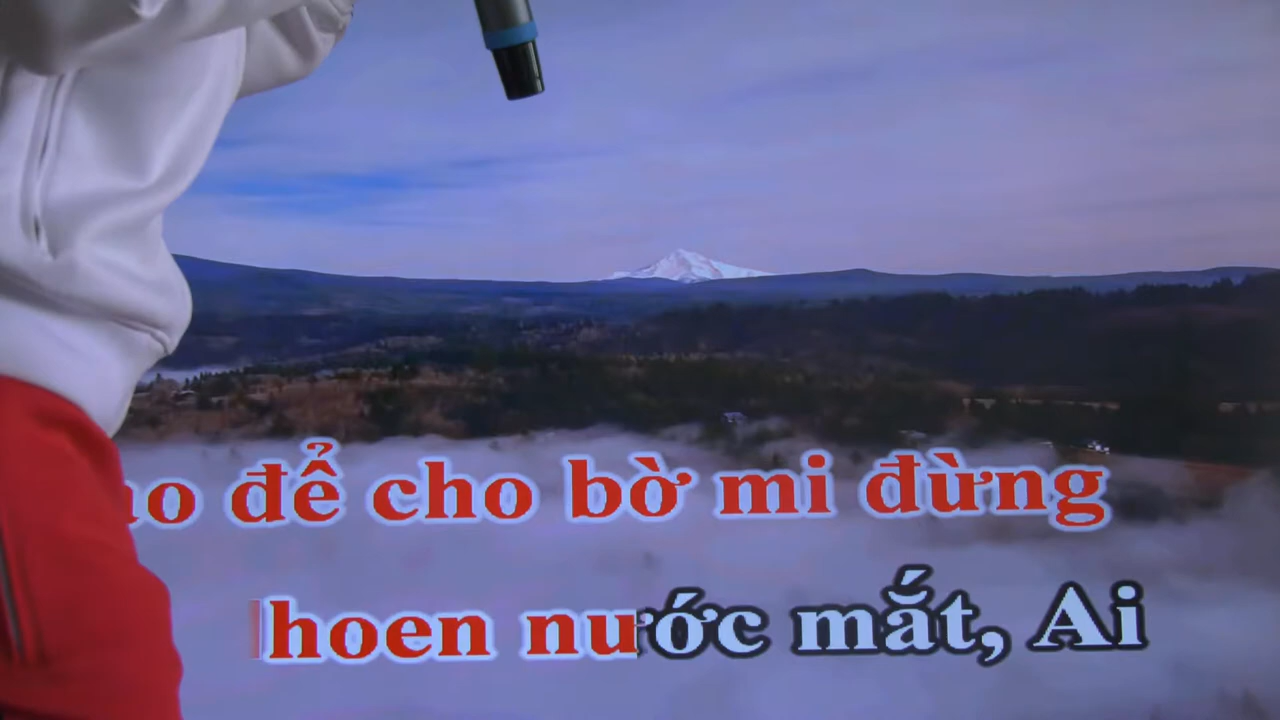 để cho bờ mi đừng
hoen nước mắt, Ai